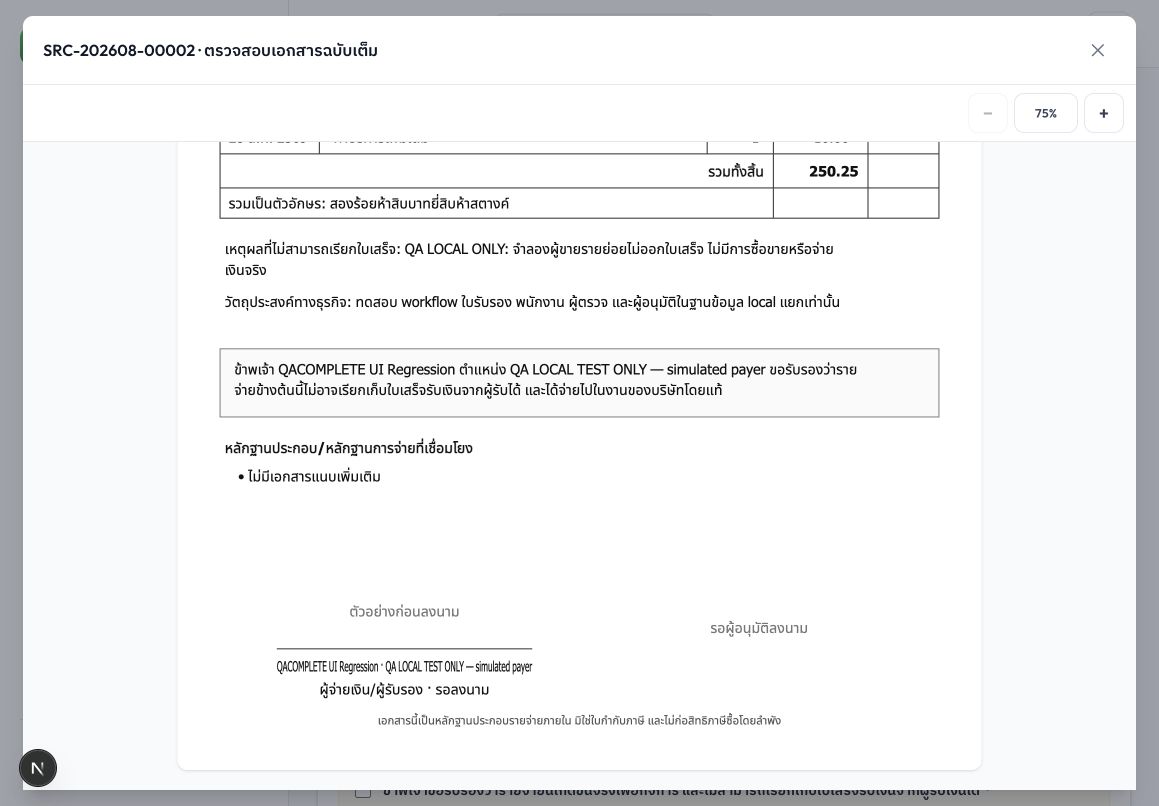 SRC-202608-00002 · ตรวจสอบเอกสารฉบับเต็ม
75%
รวมทั้งสิ้น 250.25
รวมเป็นตัวอักษร: สองร้อยห้าสิบบาทยี่สิบห้าสตางค์
เหตุผลที่ไม่สามารถเรียกใบเสร็จ: QA LOCAL ONLY: จำลองผู้ขายรายย่อยไม่ออกใบเสร็จ ไม่มีการซื้อขายหรือจ่าย
เงินจริง
วัตถุประสงค์ทางธุรกิจ: ทดสอบ workflow ใบรับรอง พนักงาน ผู้ตรวจ และผู้อนุมัติในฐานข้อมูล local แยกเท่านั้น
ข้าพเจ้า QACOMPLETE UI Regression ตำแหน่ง QA LOCAL TEST ONLY — simulated payer ขอรับรองว่าราย
จ่ายข้างต้นนี้ไม่อาจเรียกเก็บใบเสร็จรับเงินจากผู้รับได้ และได้จ่ายไปในงานของบริษัทโดยแท้
หลักฐานประกอบ/หลักฐานการจ่ายที่เชื่อมโยง
• ไม่มีเอกสารแนบเพิ่มเติม
ตัวอย่างก่อนลงนาม
รอผู้อนุมัติลงนาม
QACOMPLETE UI Regression · QA LOCAL TEST ONLY — simulated payer
ผู้จ่ายเงิน/ผู้รับรอง · รอลงนาม
เอกสารนี้เป็นหลักฐานประกอบรายจ่ายภายใน มิใช่ใบกำกับภาษี และไม่ก่อสิทธิภาษีซื้อโดยลำพัง
N